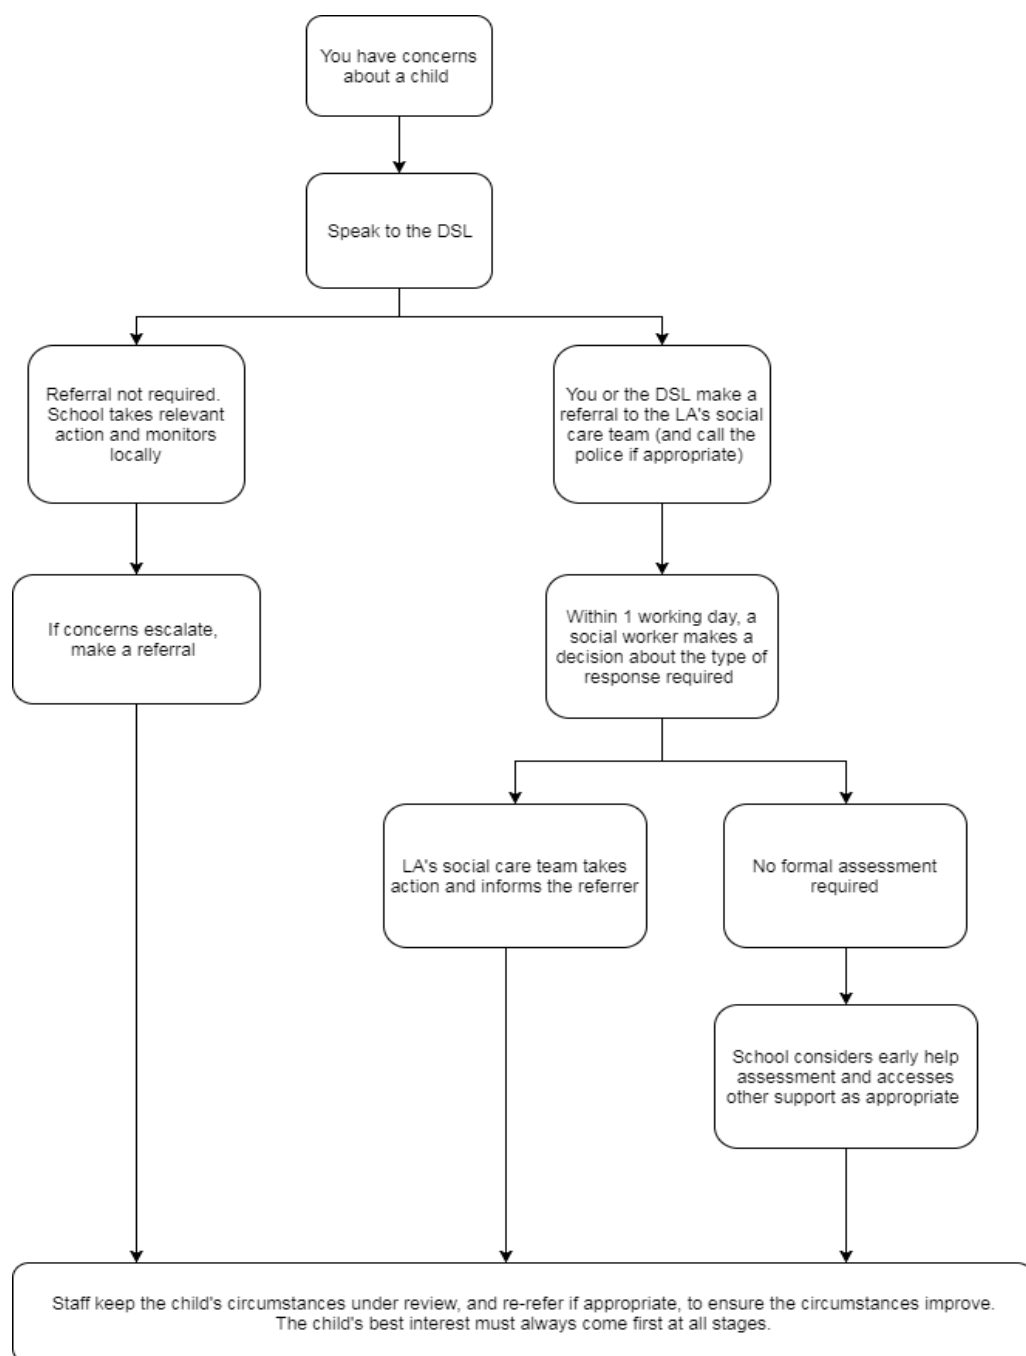 You have concerns
about a child
Speak to the DSL
Referral not required.
School takes relevant
action and monitors
locally
You or the DSL make a
referral to the LA's social
care team (and call the
police if appropriate)
If concerns escalate,
make a referral
Within 1 working day, a
social worker makes a
decision about the type of
response required
LA's social care team takes
action and informs the referrer
No formal assessment
required
School considers early help
assessment and accesses
other support as appropriate
Staff keep the child's circumstances under review, and re-refer if appropriate, to ensure the circumstances improve.
The child's best interest must always come first at all stages.